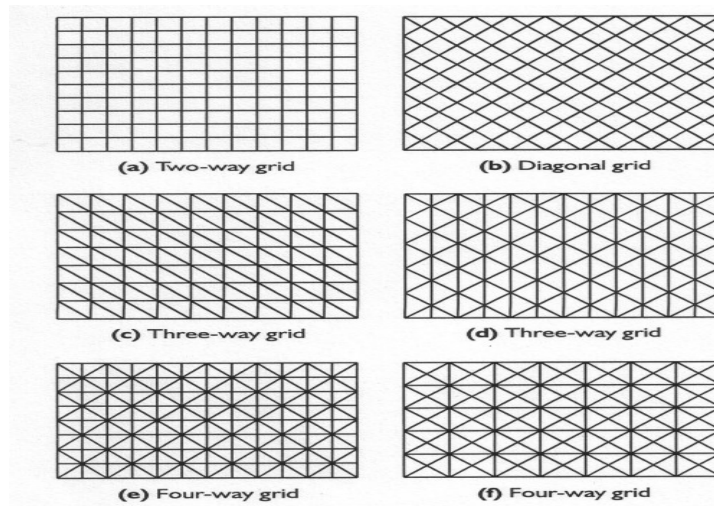 (a) Two-way grid
(b) Diagonal grid
(c) Three-way grid
(d) Three-way grid
(e) Four-way grid
(f) Four-way grid